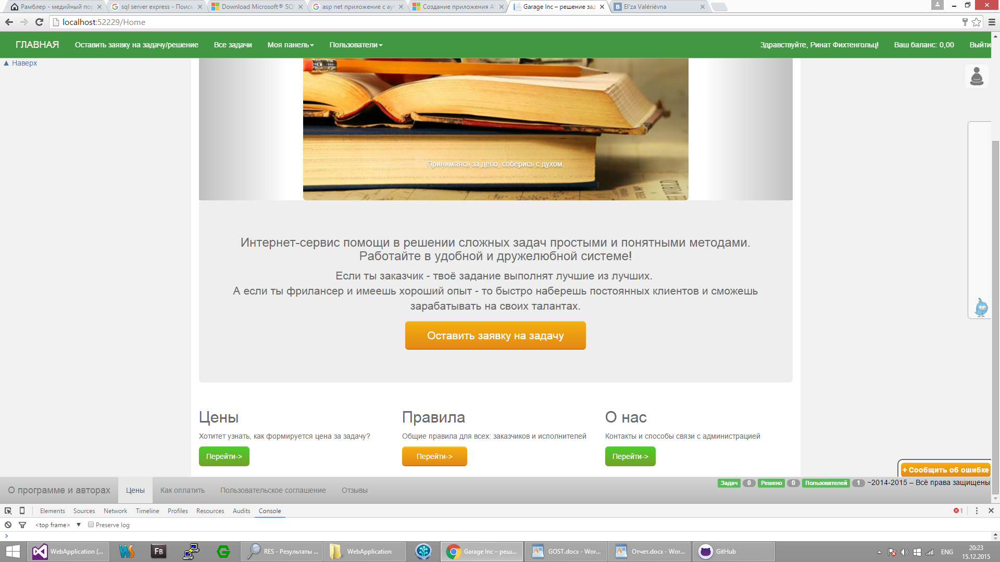 Рамблер - медийный пор
sql server express - Поиск
Download Microsoft® SQ
asp net приложение с ау
Создание приложения A
Garage Inc – решение зад
El'za Valériévna
localhost:52229/Home
ГЛАВНАЯ
Оставить заявку на задачу/решение
Все задачи
Моя панель
Пользователи
Здравствуйте, Ринат Фихтенгольц!
Ваш баланс: 0,00
Выйти
▲ Наверх
Принимаясь за дело, соберись с духом.
Интернет-сервис помощи в решении сложных задач простыми и понятными методами.
Работайте в удобной и дружелюбной системе!
Если ты заказчик - твоё задание выполнят лучшие из лучших.
А если ты фрилансер и имеешь хороший опыт - то быстро наберешь постоянных клиентов и сможешь
зарабатывать на своих талантах.
Оставить заявку на задачу
Цены
Хотитет узнать, как формируется цена за задачу?
Перейти->
Правила
Общие правила для всех: заказчиков и исполнителей
Перейти->
О нас
Контакты и способы связи с администрацией
Перейти->
+ Сообщить об ошибке
О программе и авторах
Цены
Как оплатить
Пользовательское соглашение
Отзывы
Задач 0 Решено 0 Пользователей 1 ~2014-2015 – Всё права защищены
Elements
Sources
Network
Timeline
Profiles
Resources
Audits
Console
1
<top frame>
Preserve log
WebApplication (...
RES - Результаты ...
WebApplication
Garage Inc – реш...
GOST.docx - Wor...
Отчет.docx - Wor...
GitHub
ENG
20:23
15.12.2015